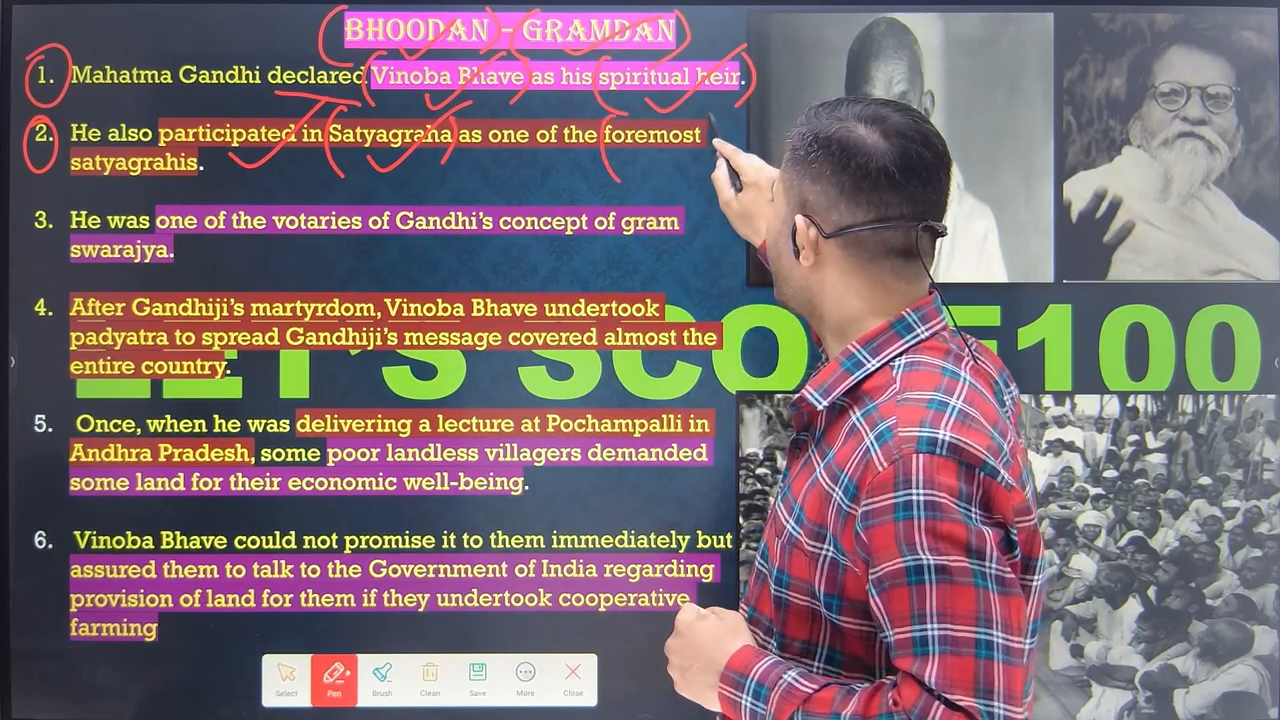 BHOODAN - GRAMDAN
1. Mahatma Gandhi declared Vinoba Bhave as his spiritual heir.
2. He also participated in Satyagraha as one of the foremost
satyagrahis.
3. He was one of the votaries of Gandhi's concept of gram
swarajya.
4. After Gandhiji's martyrdom, Vinoba Bhave undertook
padyatra to spread Gandhiji's message covered almost the
entire country.
LET'S SCO 100
5. Once, when he was delivering a lecture at Pochampalli in
Andhra Pradesh, some poor landless villagers demanded
some land for their economic well-being.
6. Vinoba Bhave could not promise it to them immediately but
assured them to talk to the Government of India regarding
provision of land for them if they undertook cooperative
farming
Select Pen Brush Clean Save More Close